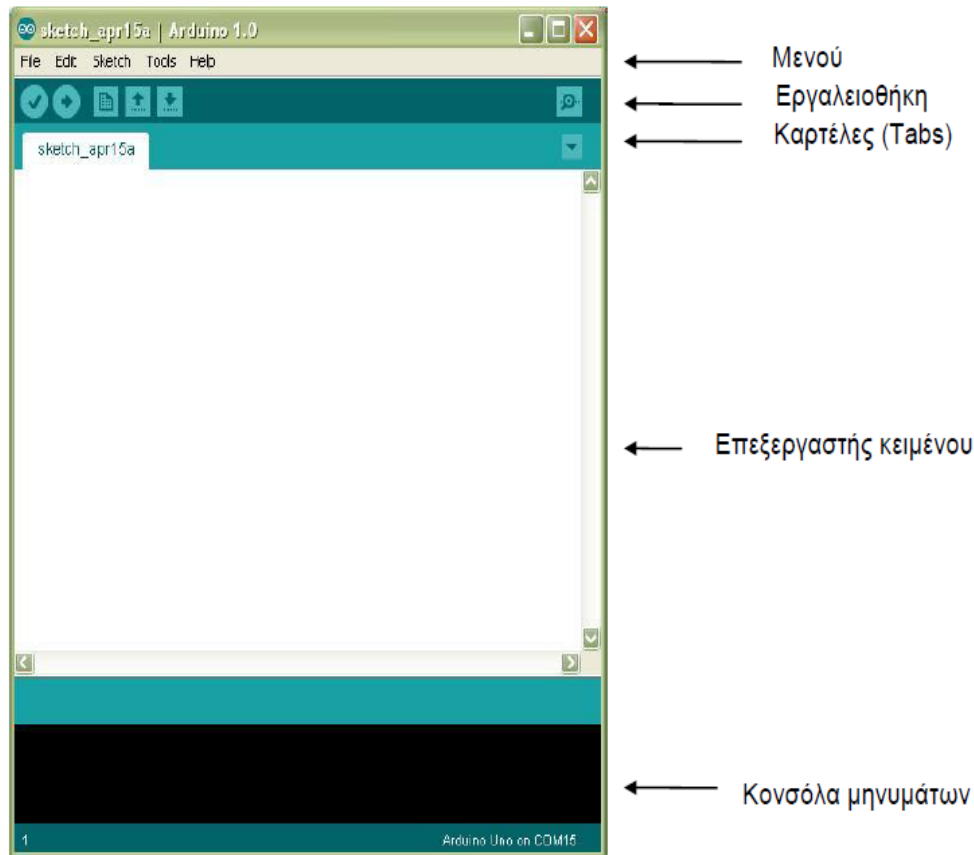 sketch_apr15a | Arduino 1.0
File Edit Sketch Tools Help
Μενού
Εργαλειοθήκη
sketch_apr15a
Καρτέλες (Tabs)
Επεξεργαστής κειμένου
Κονσόλα μηνυμάτων
1
Arduino Uno on COM15